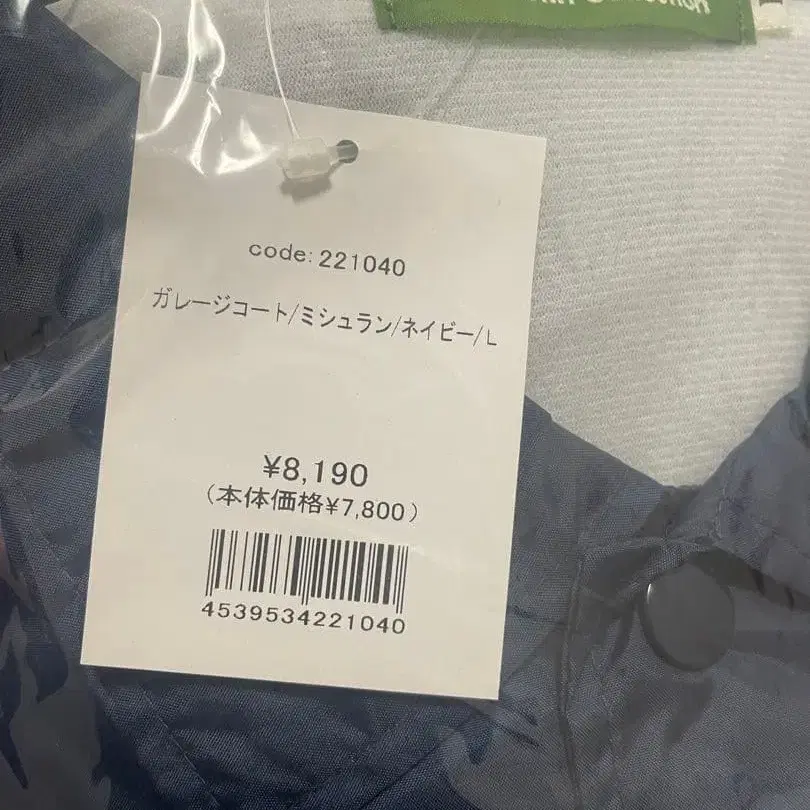 code: 221040
ガレージコート/ミシュラン/ネイビー/L
¥8,190
（本体価格¥7,800）
4539534221040